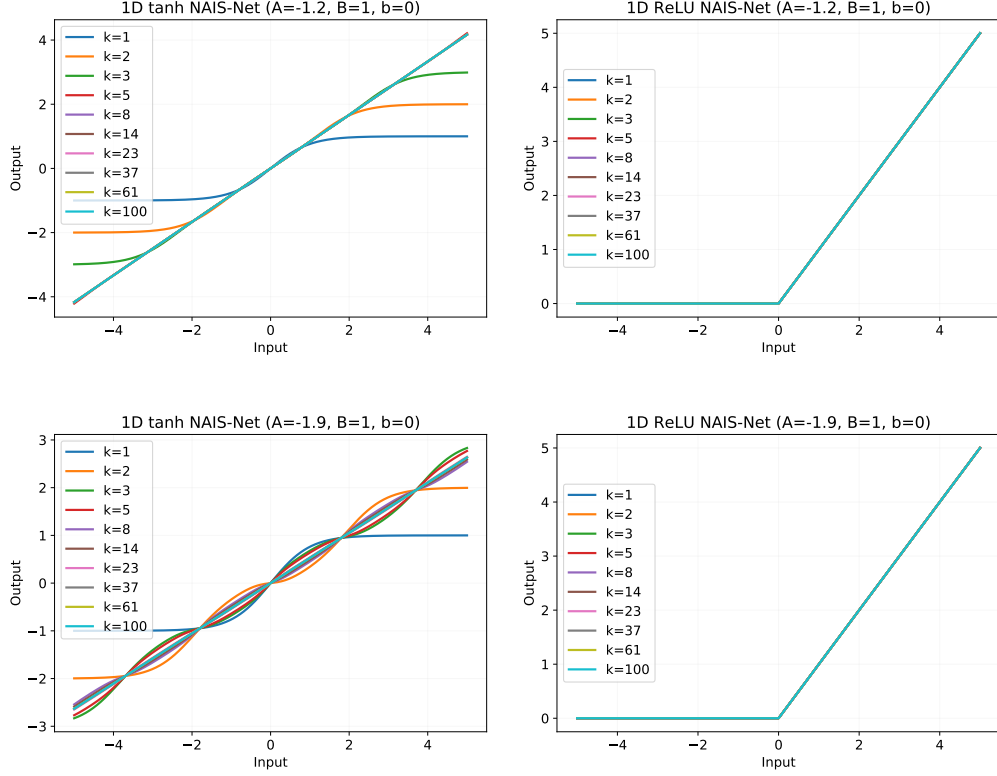 1D tanh NAIS-Net (A=-1.2, B=1, b=0)
4
2
0
−2
−4
Output
k=1
k=2
k=3
k=5
k=8
k=14
k=23
k=37
k=61
k=100
−4 −2 0 2 4
Input
1D ReLU NAIS-Net (A=-1.2, B=1, b=0)
5
4
3
2
1
0
Output
k=1
k=2
k=3
k=5
k=8
k=14
k=23
k=37
k=61
k=100
−4 −2 0 2 4
Input
1D tanh NAIS-Net (A=-1.9, B=1, b=0)
3
2
1
0
−1
−2
−3
Output
k=1
k=2
k=3
k=5
k=8
k=14
k=23
k=37
k=61
k=100
−4 −2 0 2 4
Input
1D ReLU NAIS-Net (A=-1.9, B=1, b=0)
5
4
3
2
1
0
Output
k=1
k=2
k=3
k=5
k=8
k=14
k=23
k=37
k=61
k=100
−4 −2 0 2 4
Input